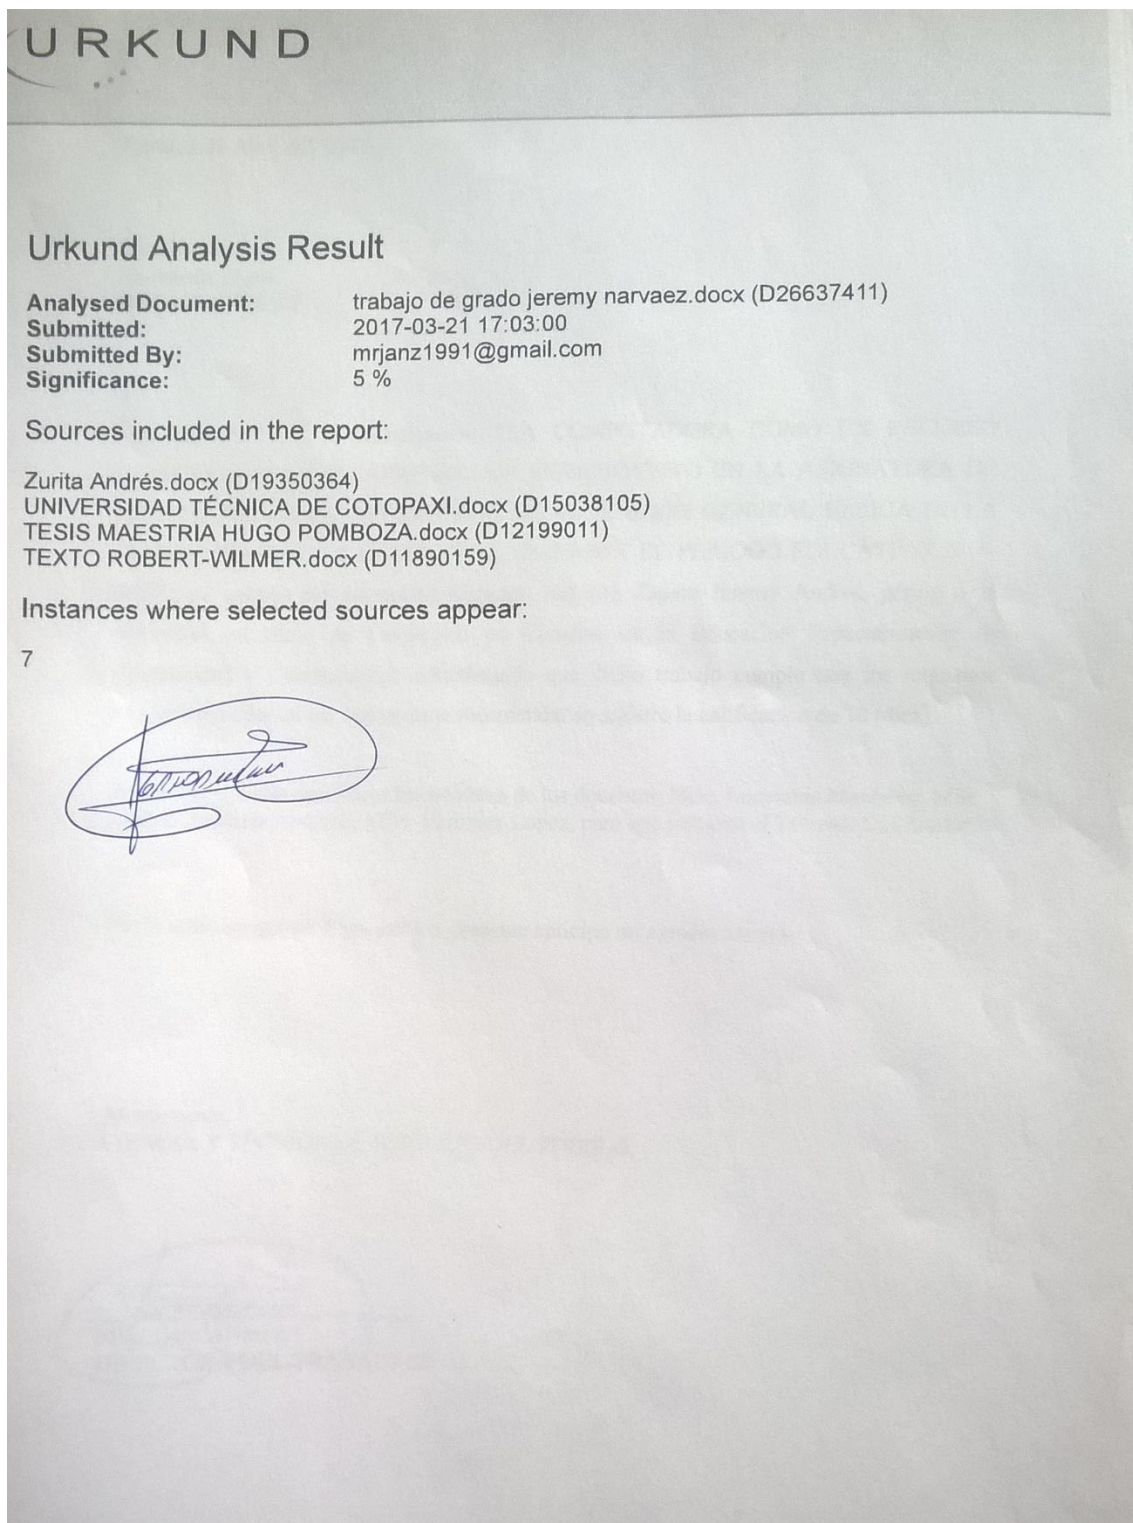 URKUND
Urkund Analysis Result
Analysed Document: trabajo de grado jeremy narvaez.docx (D26637411)
Submitted: 2017-03-21 17:03:00
Submitted By: mrjanz1991@gmail.com
Significance: 5 %
Sources included in the report:
Zurita Andrés.docx (D19350364)
UNIVERSIDAD TÉCNICA DE COTOPAXI.docx (D15038105)
TESIS MAESTRIA HUGO POMBOZA.docx (D12199011)
TEXTO ROBERT-WILMER.docx (D11890159)
Instances where selected sources appear:
7